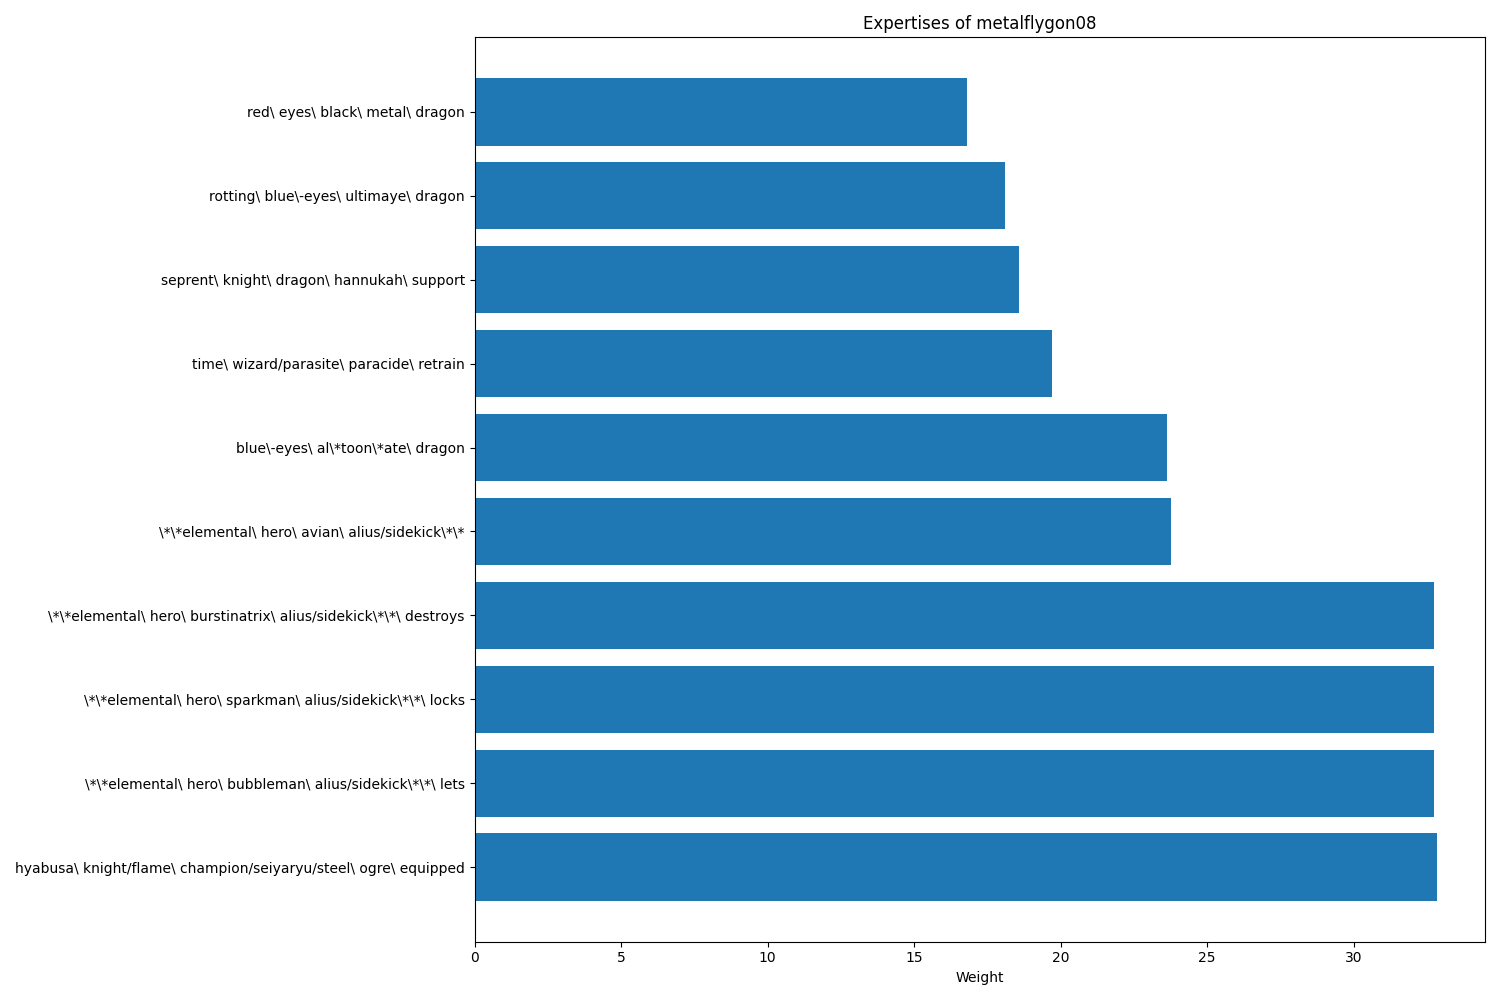 Expertises of metalflygon08
red\ eyes\ black\ metal\ dragon
rotting\ blue\-eyes\ ultimaye\ dragon
seprent\ knight\ dragon\ hannukah\ support
time\ wizard/parasite\ paracide\ retrain
blue\-eyes\ al\*toon\*ate\ dragon
\*\*elemental\ hero\ avian\ alius/sidekick\*\*
\*\*elemental\ hero\ burstinatrix\ alius/sidekick\*\*\ destroys
\*\*elemental\ hero\ sparkman\ alius/sidekick\*\*\ locks
\*\*elemental\ hero\ bubbleman\ alius/sidekick\*\*\ lets
hyabusa\ knight/flame\ champion/seiyaryu/steel\ ogre\ equipped
0 5 10 15 20 25 30
Weight